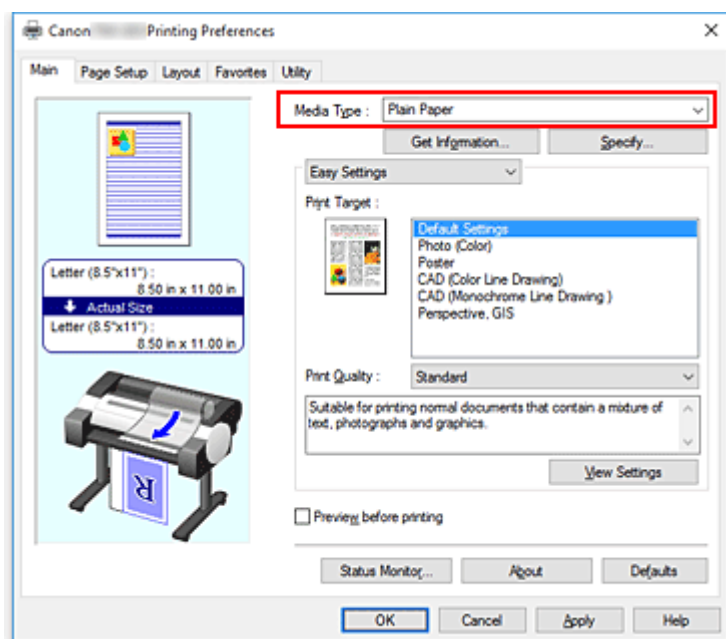 Canon Printing Preferences
Main Page Setup Layout Favorites Utility
Media Type : Plain Paper
Get Information... Specify...
Easy Settings
Print Target :
Default Settings
Photo (Color)
Poster
CAD (Color Line Drawing)
CAD (Monochrome Line Drawing )
Perspective, GIS
Letter (8.5"x11") :
8.50 in x 11.00 in
Actual Size
Letter (8.5"x11") :
8.50 in x 11.00 in
R
Print Quality : Standard
Suitable for printing normal documents that contain a mixture of
text, photographs and graphics.
View Settings
Preview before printing
Status Monitor... About Defaults
OK Cancel Apply Help